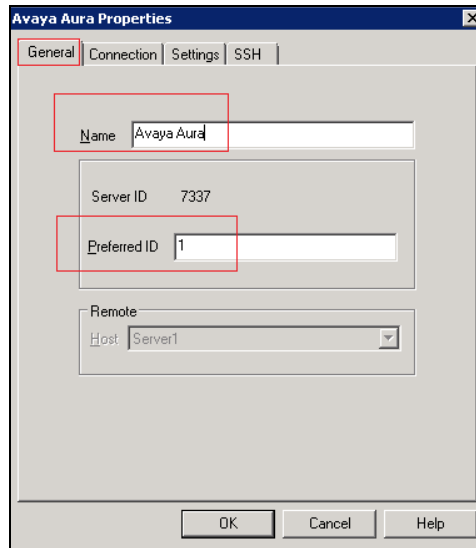 Avaya Aura Properties
General Connection Settings SSH
Name Avaya Aura
Server ID 7337
Preferred ID 1
Remote
Host Server1
OK Cancel Help